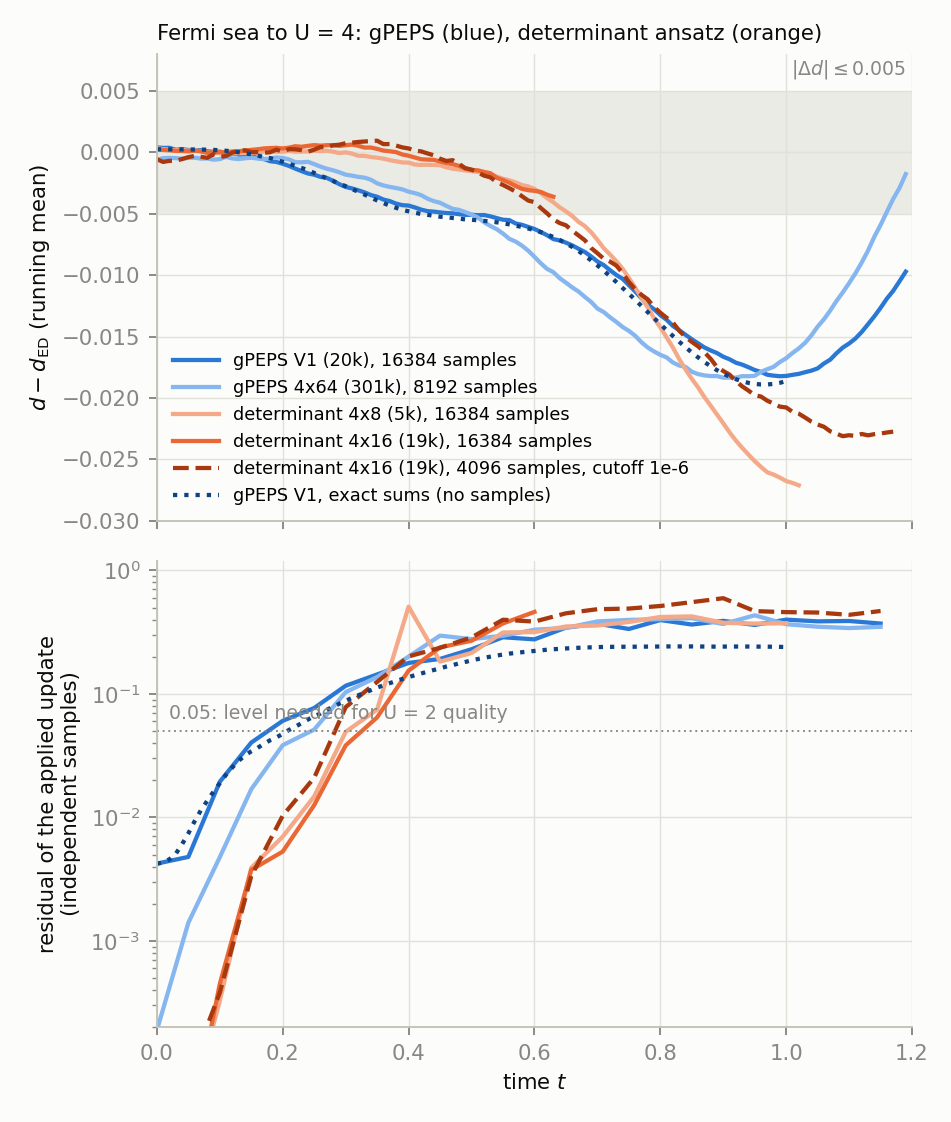 Fermi sea to U = 4: gPEPS (blue), determinant ansatz (orange)
|Δd| ≤ 0.005
0.005
0.000
−0.005
−0.010
−0.015
−0.020
−0.025
−0.030
d − d_ED (running mean)
gPEPS V1 (20k), 16384 samples
gPEPS 4x64 (301k), 8192 samples
determinant 4x8 (5k), 16384 samples
determinant 4x16 (19k), 16384 samples
determinant 4x16 (19k), 4096 samples, cutoff 1e-6
gPEPS V1, exact sums (no samples)
10⁰
10⁻¹
10⁻²
10⁻³
residual of the applied update
(independent samples)
0.05: level needed for U = 2 quality
0.0 0.2 0.4 0.6 0.8 1.0 1.2
time t